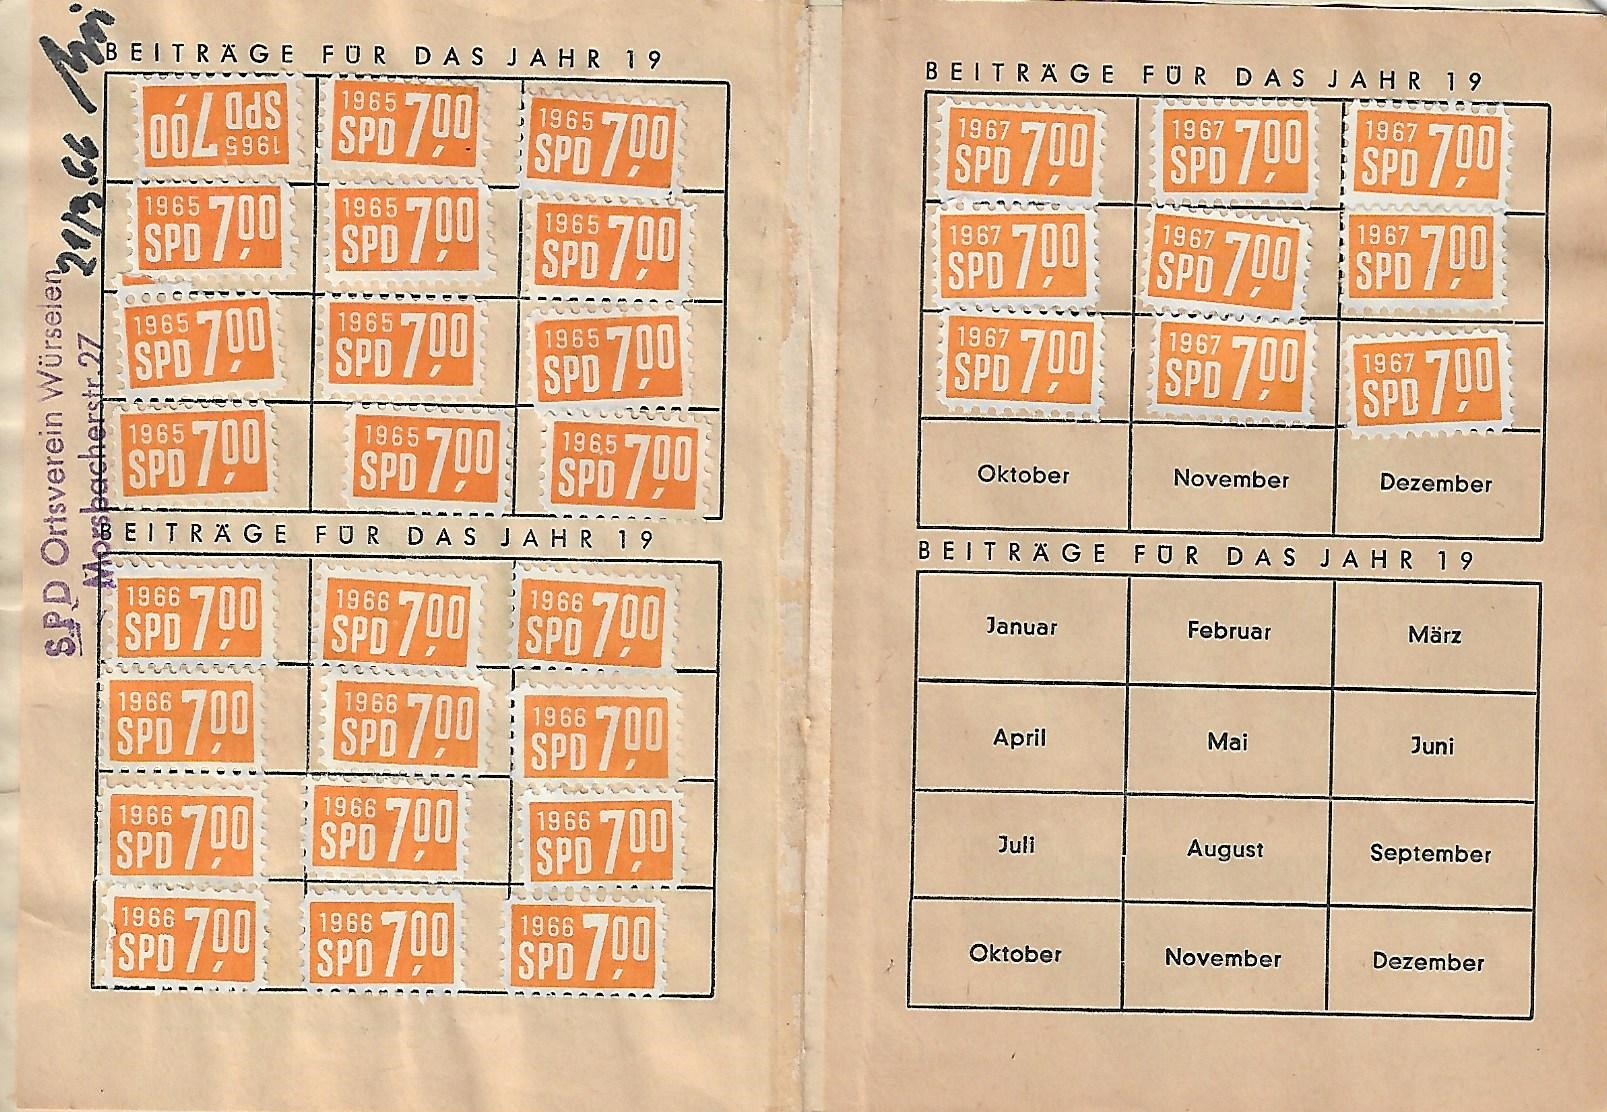 BEITRÄGE FÜR DAS JAHR 19
1965 SPD 7,00
1965 SPD 7,00
1965 SPD 7,00
1965 SPD 7,00
1965 SPD 7,00
1965 SPD 7,00
1965 SPD 7,00
1965 SPD 7,00
1965 SPD 7,00
1965 SPD 7,00
1965 SPD 7,00
1965 SPD 7,00
BEITRÄGE FÜR DAS JAHR 19
1966 SPD 7,00
1966 SPD 7,00
1966 SPD 7,00
1966 SPD 7,00
1966 SPD 7,00
1966 SPD 7,00
1966 SPD 7,00
1966 SPD 7,00
1966 SPD 7,00
1966 SPD 7,00
1966 SPD 7,00
1966 SPD 7,00
SPD Ortsverein Würselen
Morsbacherstr. 27
21/3.66
BEITRÄGE FÜR DAS JAHR 19
1967 SPD 7,00
1967 SPD 7,00
1967 SPD 7,00
1967 SPD 7,00
1967 SPD 7,00
1967 SPD 7,00
1967 SPD 7,00
1967 SPD 7,00
1967 SPD 7,00
Oktober November Dezember
BEITRÄGE FÜR DAS JAHR 19
Januar Februar März
April Mai Juni
Juli August September
Oktober November Dezember